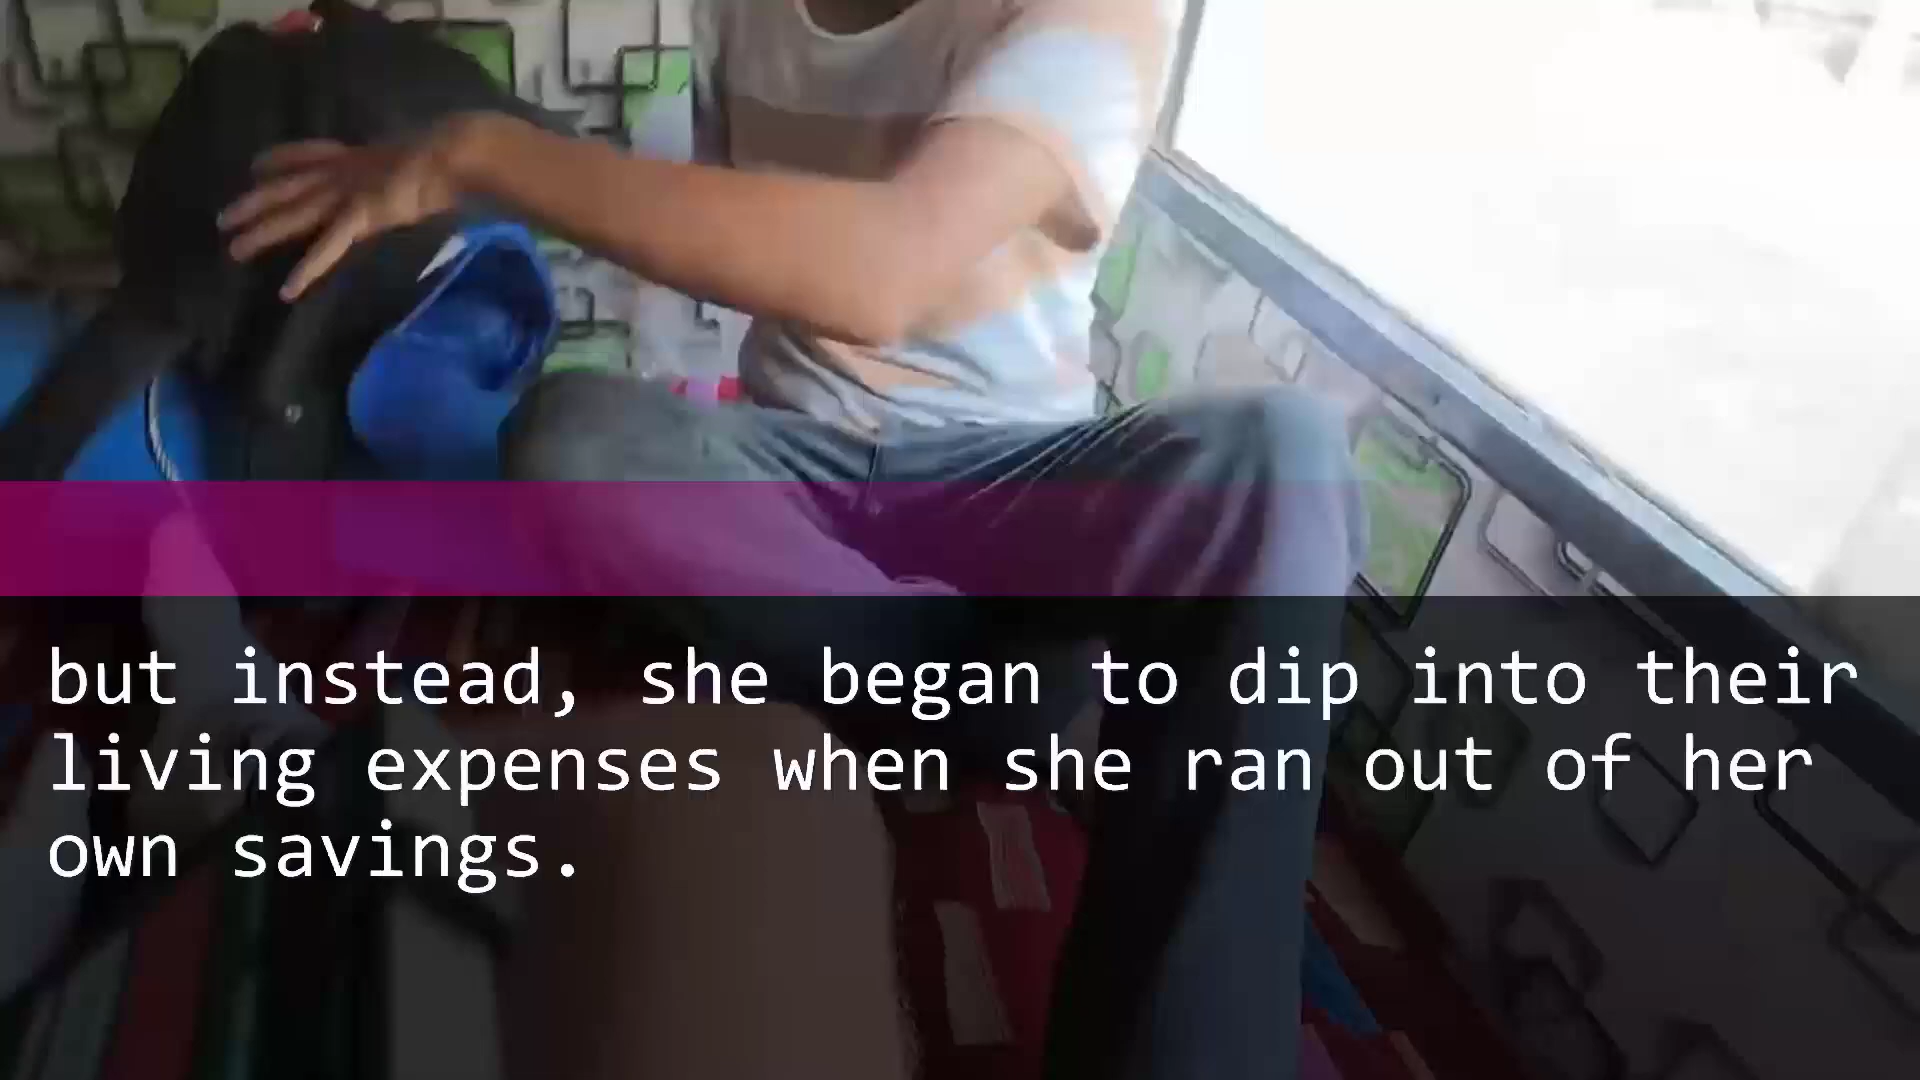 but instead, she began to dip into their
living expenses when she ran out of her
own savings.